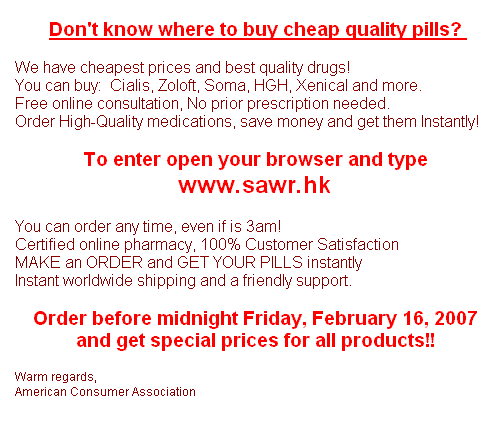 Don't know where to buy cheap quality pills?
We have cheapest prices and best quality drugs!
You can buy: Cialis, Zoloft, Soma, HGH, Xenical and more.
Free online consultation, No prior prescription needed.
Order High-Quality medications, save money and get them Instantly!
To enter open your browser and type
www.sawr.hk
You can order any time, even if is 3am!
Certified online pharmacy, 100% Customer Satisfaction
MAKE an ORDER and GET YOUR PILLS instantly
Instant worldwide shipping and a friendly support.
Order before midnight Friday, February 16, 2007
and get special prices for all products!!
Warm regards,
American Consumer Association